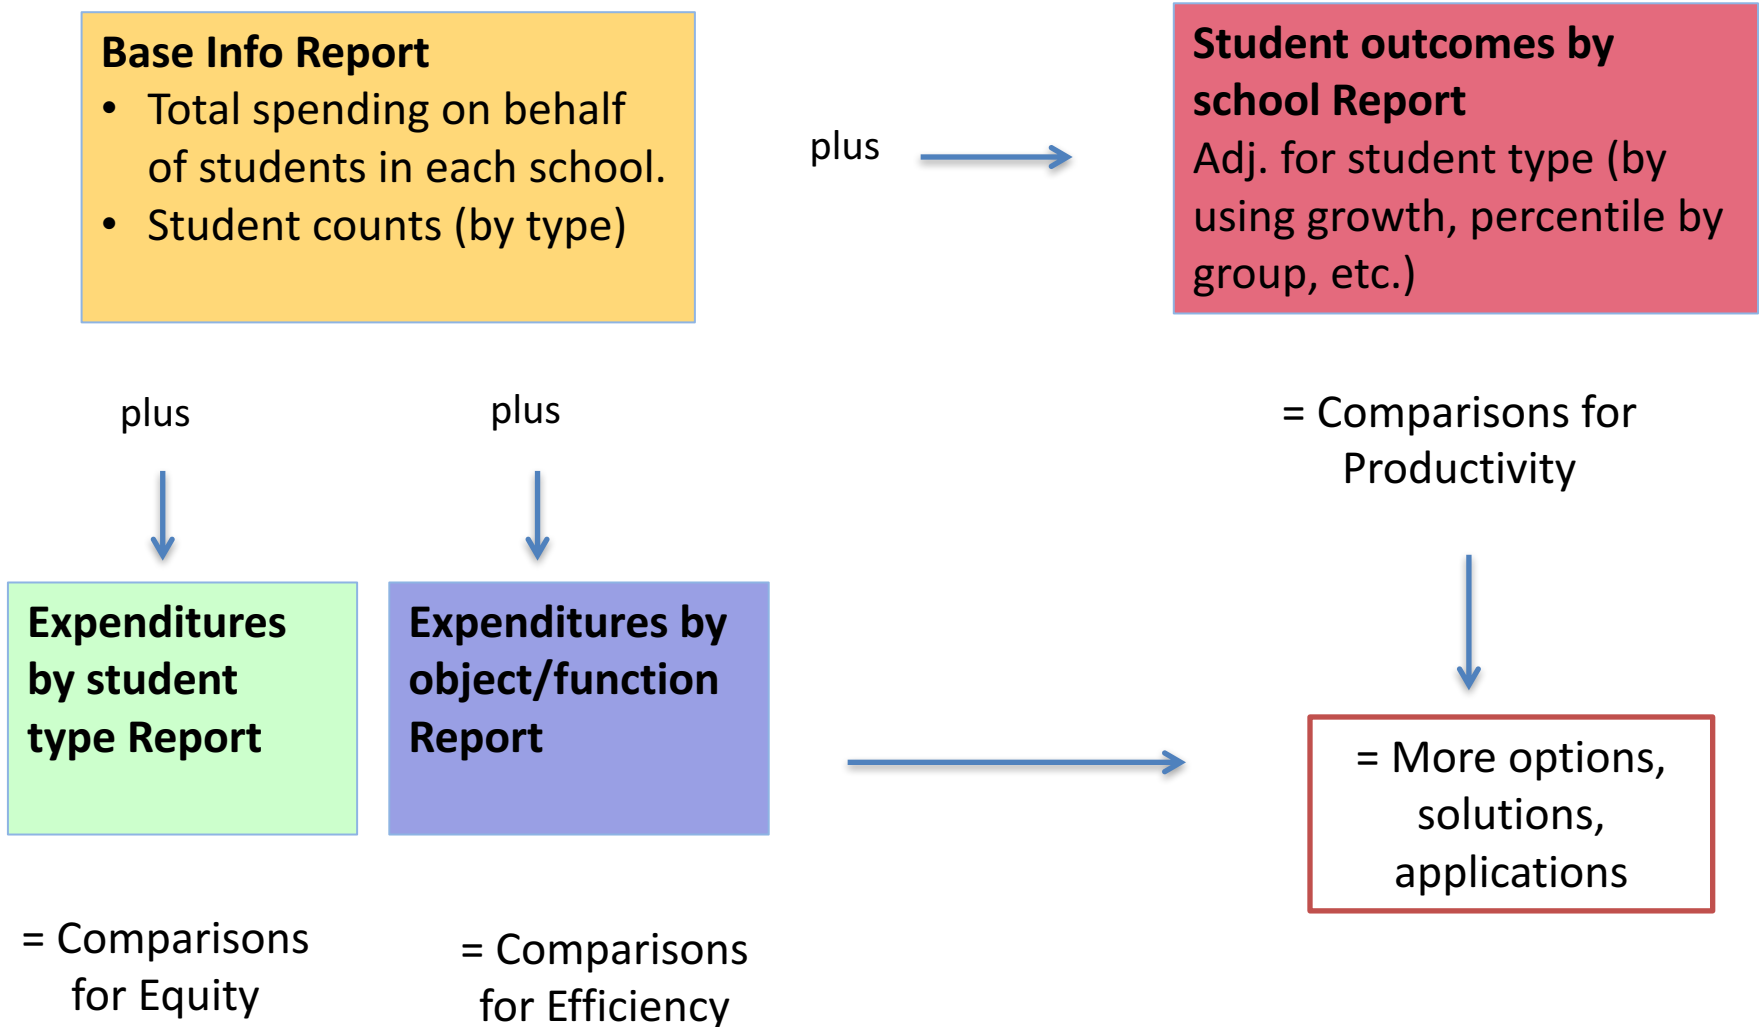 Base Info Report
• Total spending on behalf
of students in each school.
• Student counts (by type)
plus
Student outcomes by
school Report
Adj. for student type (by
using growth, percentile by
group, etc.)
plus
plus
= Comparisons for
Productivity
Expenditures
by student
type Report
Expenditures by
object/function
Report
= More options,
solutions,
applications
= Comparisons
for Equity
= Comparisons
for Efficiency